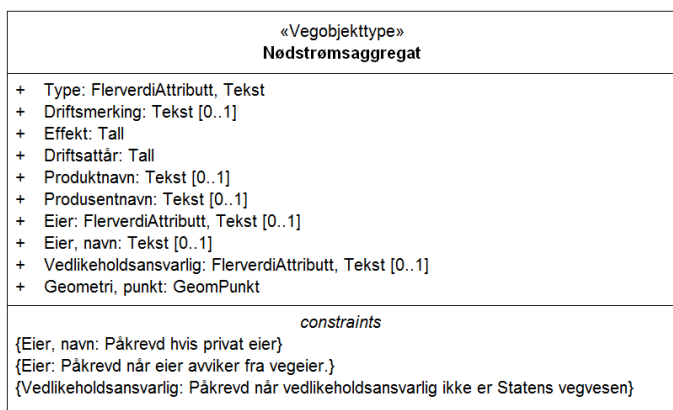 «Vegobjekttype»
Nødstrømsaggregat
+ Type: FlerverdiAttributt, Tekst
+ Driftsmerking: Tekst [0..1]
+ Effekt: Tall
+ Driftsattår: Tall
+ Produktnavn: Tekst [0..1]
+ Produsentnavn: Tekst [0..1]
+ Eier: FlerverdiAttributt, Tekst [0..1]
+ Eier, navn: Tekst [0..1]
+ Vedlikeholdsansvarlig: FlerverdiAttributt, Tekst [0..1]
+ Geometri, punkt: GeomPunkt
constraints
{Eier, navn: Påkrevd hvis privat eier}
{Eier: Påkrevd når eier avviker fra vegeier.}
{Vedlikeholdsansvarlig: Påkrevd når vedlikeholdsansvarlig ikke er Statens vegvesen}